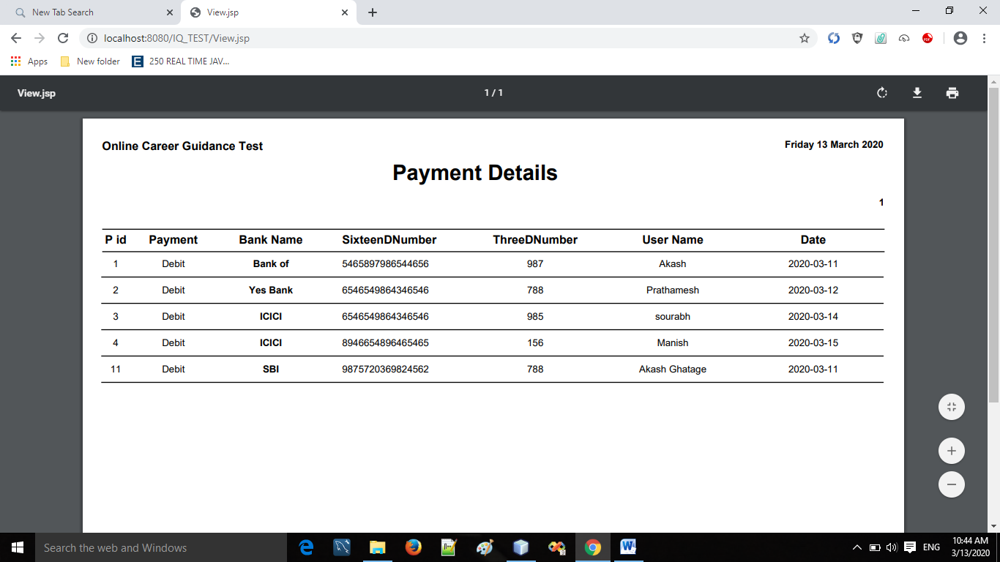 New Tab Search
View.jsp
localhost:8080/IQ_TEST/View.jsp
Apps New folder E 250 REAL TIME JAV...
View.jsp 1 / 1
Online Career Guidance Test Friday 13 March 2020
Payment Details
1
P id Payment Bank Name SixteenDNumber ThreeDNumber User Name Date
1 Debit Bank of 5465897986544656 987 Akash 2020-03-11
2 Debit Yes Bank 6546549864346546 788 Prathamesh 2020-03-12
3 Debit ICICI 6546549864346546 985 sourabh 2020-03-14
4 Debit ICICI 8946654896465465 156 Manish 2020-03-15
11 Debit SBI 9875720369824562 788 Akash Ghatage 2020-03-11
Search the web and Windows
ENG
10:44 AM
3/13/2020